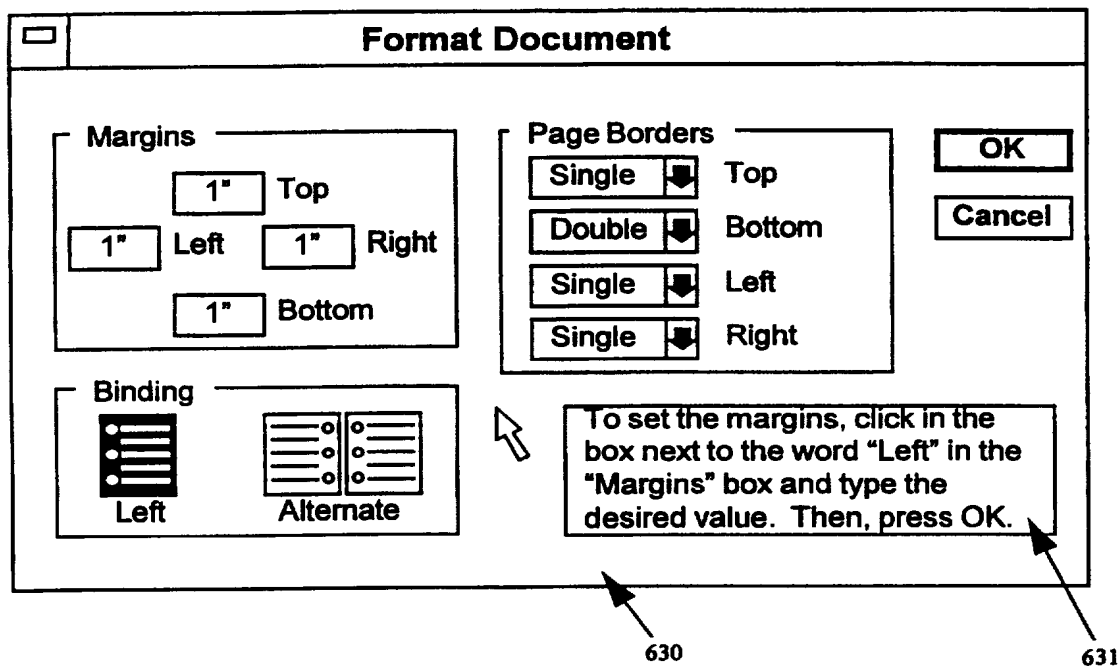 Format Document
Margins
1" Top
1" Left 1" Right
1" Bottom
Page Borders
Single Top
Double Bottom
Single Left
Single Right
OK
Cancel
Binding
Left Alternate
To set the margins, click in the
box next to the word “Left” in the
“Margins” box and type the
desired value. Then, press OK.
630
631